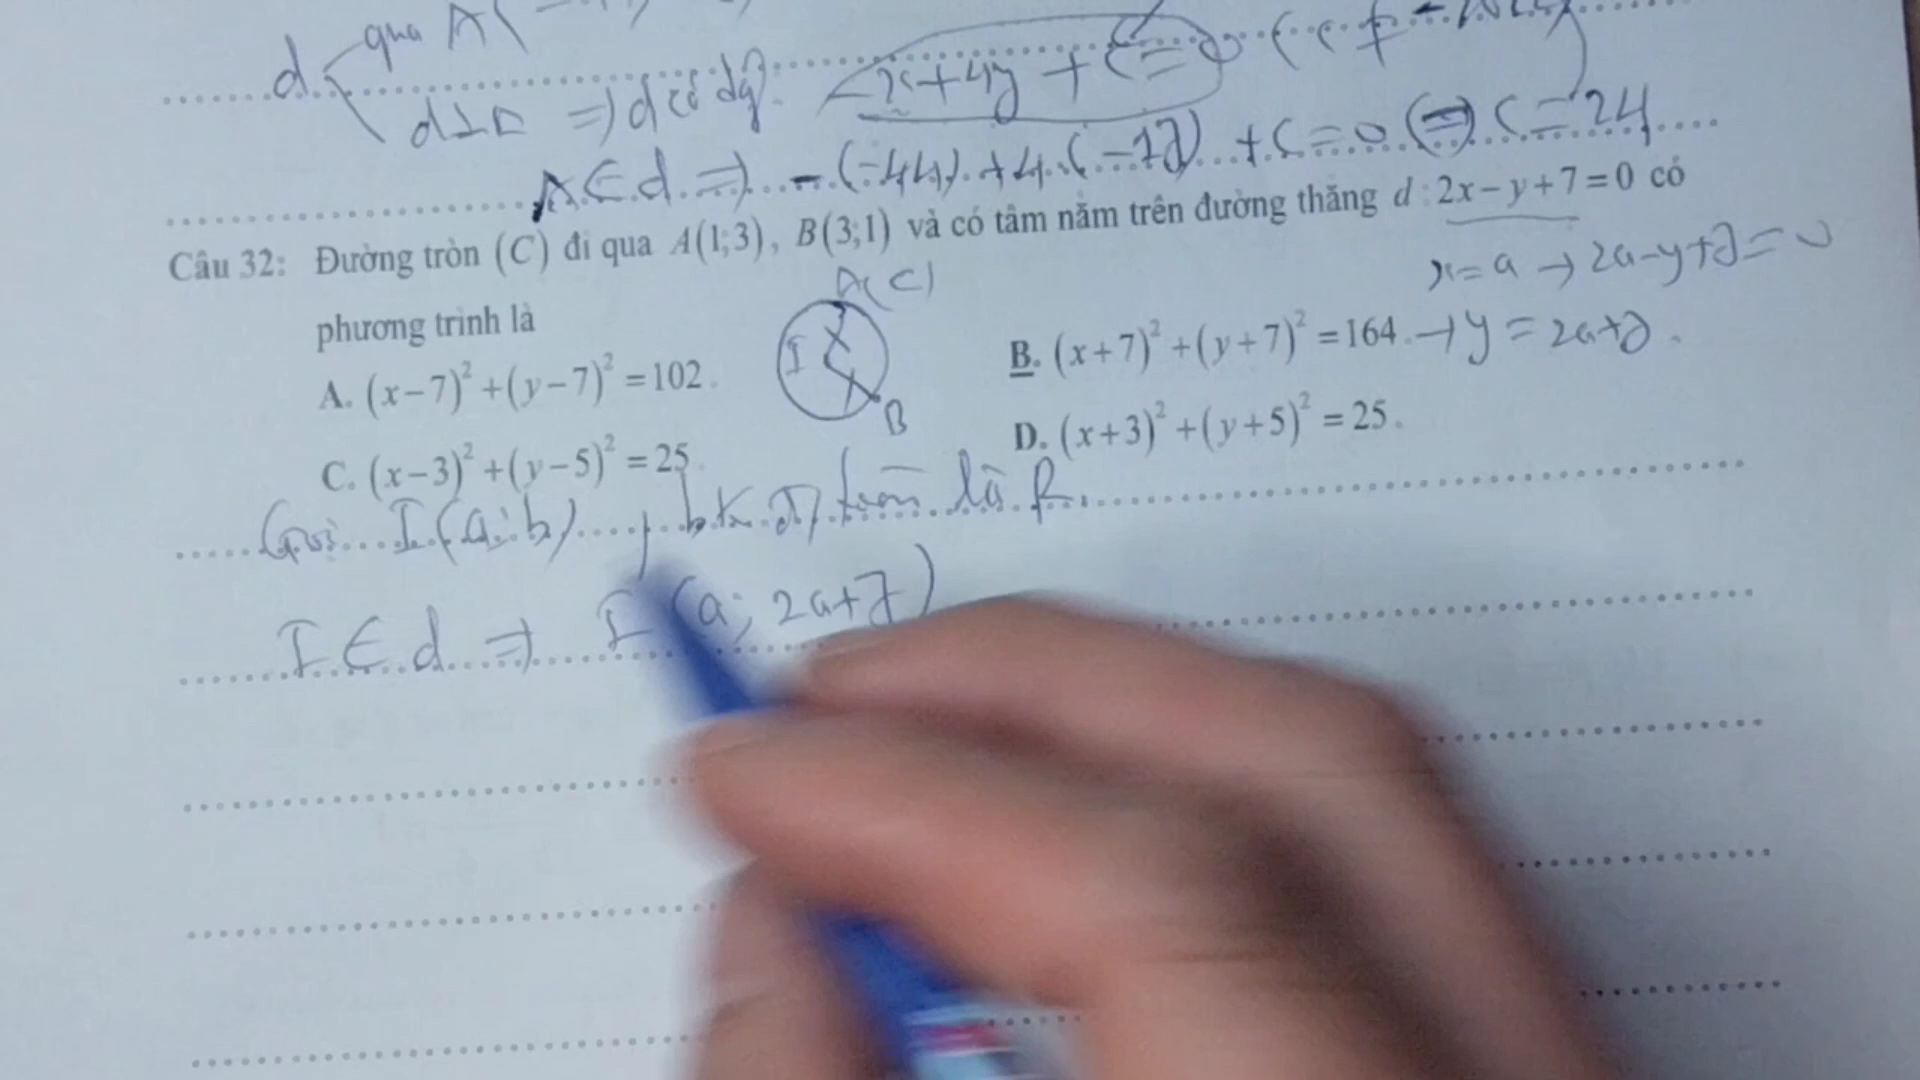 d qua A(
d⊥Δ ⇒ d có dạng: -x+4y+C=0
A∈d ⇒ -(-44)+4.(-17)+C=0 ⇔ C=24
Câu 32: Đường tròn (C) đi qua A(1;3), B(3;1) và có tâm nằm trên đường thẳng d : 2x-y+7=0 có
x=a → 2a-y+7=0
phương trình là
A (C)
I
B
A. (x-7)²+(y-7)²=102.
B. (x+7)²+(y+7)²=164. → y=2a+7.
C. (x-3)²+(y-5)²=25.
D. (x+3)²+(y+5)²=25.
Gọi I(a;b), bk đ tròn là R.
I∈d ⇒ I(a; 2a+7)